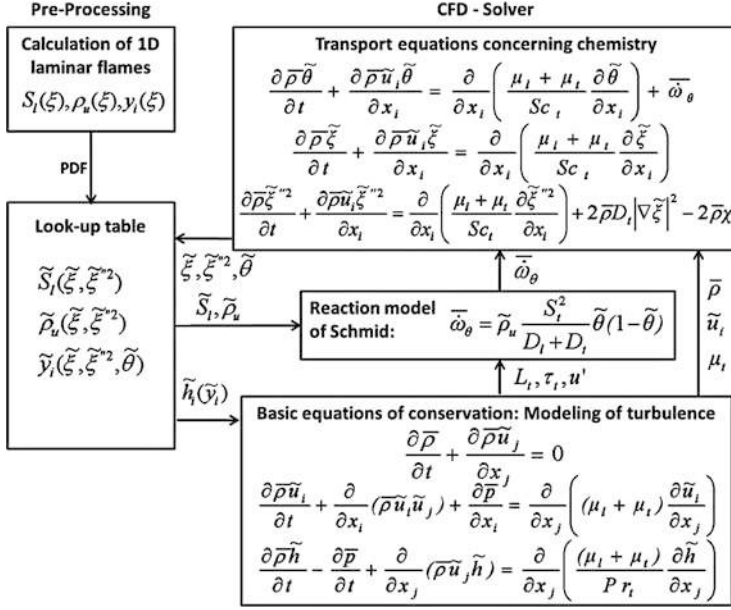 Pre-Processing
CFD - Solver
Calculation of 1D
laminar flames
S_l(ξ),ρ_u(ξ),y_i(ξ)
PDF
Look-up table
S̃_l(ξ̃,ξ̃"²)
ρ̃_u(ξ̃,ξ̃"²)
ỹ_i(ξ̃,ξ̃"²,θ̃)
Transport equations concerning chemistry
∂ρ̅θ̃/∂t + ∂ρ̅ũ_iθ̃/∂x_i = ∂/∂x_i((μ_l + μ_t)/Sc_t ∂θ̃/∂x_i) + ω̇̅_θ
∂ρ̅ξ̃/∂t + ∂ρ̅ũ_iξ̃/∂x_i = ∂/∂x_i((μ_l + μ_t)/Sc_t ∂ξ̃/∂x_i)
∂ρ̅ξ̃"²/∂t + ∂ρ̅ũ_iξ̃"²/∂x_i = ∂/∂x_i((μ_l + μ_t)/Sc_t ∂ξ̃"²/∂x_i) + 2ρ̅D_t|∇ξ̃|² − 2ρ̅χ
ξ̃,ξ̃"²,θ̃
ω̇̅_θ
S̃_l,ρ̃_u
Reaction model
of Schmid:
ω̇̅_θ = ρ̃_u S_t²/(D_l + D_t) θ̃(1−θ̃)
ρ̅
ũ_i
μ_t
L_t,τ_t,u'
h̃_i(ỹ_i)
Basic equations of conservation: Modeling of turbulence
∂ρ̅/∂t + ∂ρ̅ũ_j/∂x_j = 0
∂ρ̅ũ_i/∂t + ∂/∂x_j(ρ̅ũ_iũ_j) + ∂p̅/∂x_i = ∂/∂x_j((μ_l + μ_t) ∂ũ_i/∂x_j)
∂ρ̅h̃/∂t − ∂p̅/∂t + ∂/∂x_j(ρ̅ũ_jh̃) = ∂/∂x_j((μ_l + μ_t)/Pr_t ∂h̃/∂x_j)